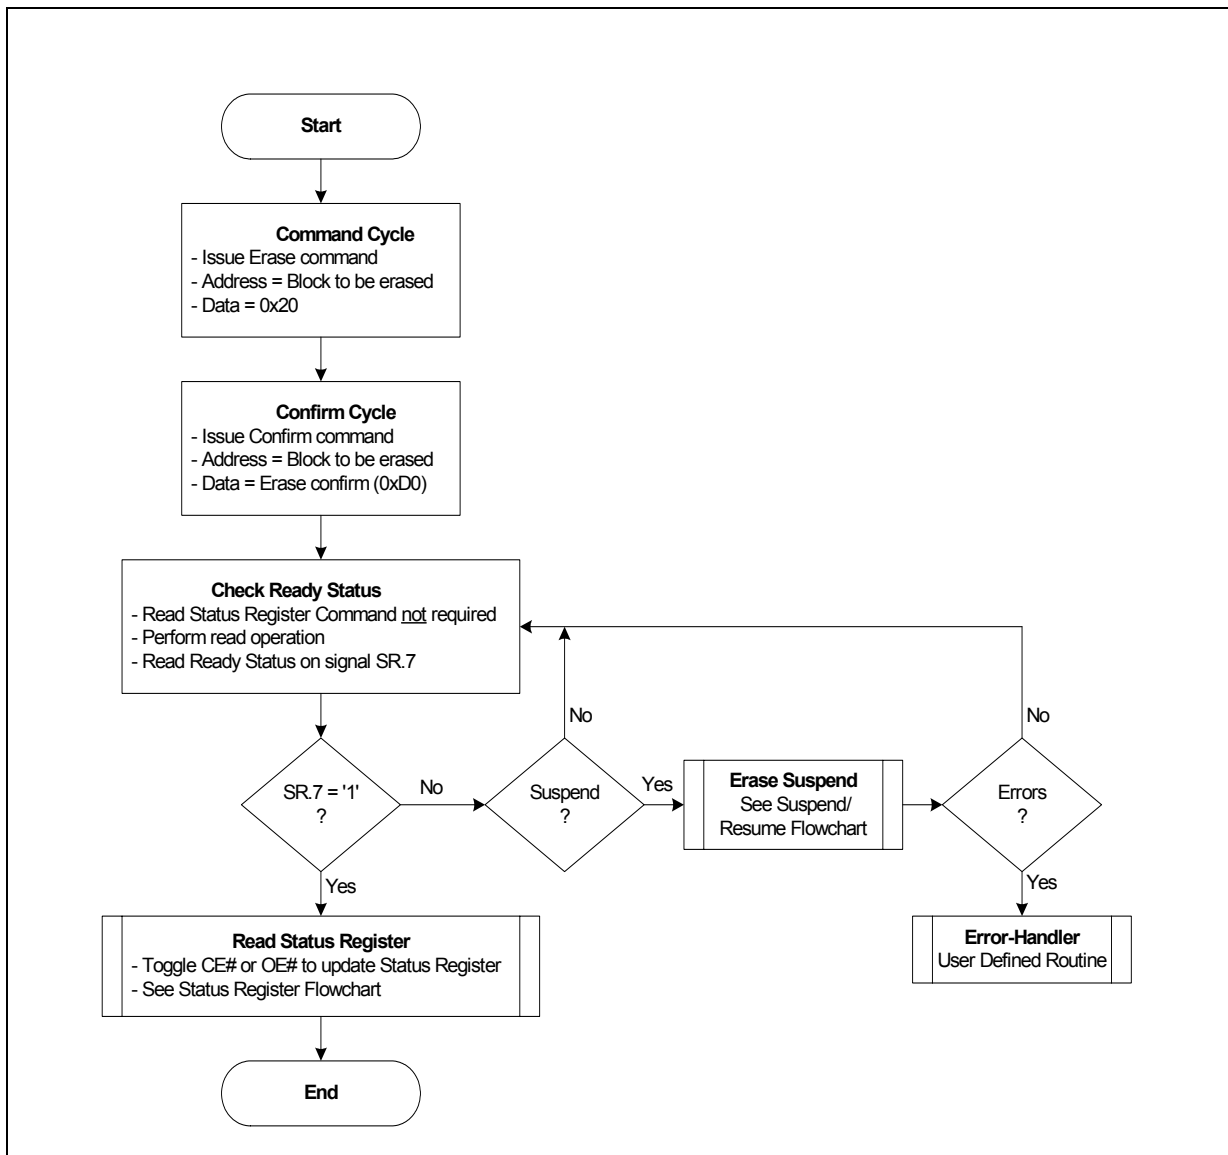 Start
Command Cycle
- Issue Erase command
- Address = Block to be erased
- Data = 0x20
Confirm Cycle
- Issue Confirm command
- Address = Block to be erased
- Data = Erase confirm (0xD0)
Check Ready Status
- Read Status Register Command not required
- Perform read operation
- Read Ready Status on signal SR.7
No
No
SR.7 = '1'
?
No
Suspend
?
Yes
Erase Suspend
See Suspend/
Resume Flowchart
Errors
?
Yes
Yes
Read Status Register
- Toggle CE# or OE# to update Status Register
- See Status Register Flowchart
Error-Handler
User Defined Routine
End